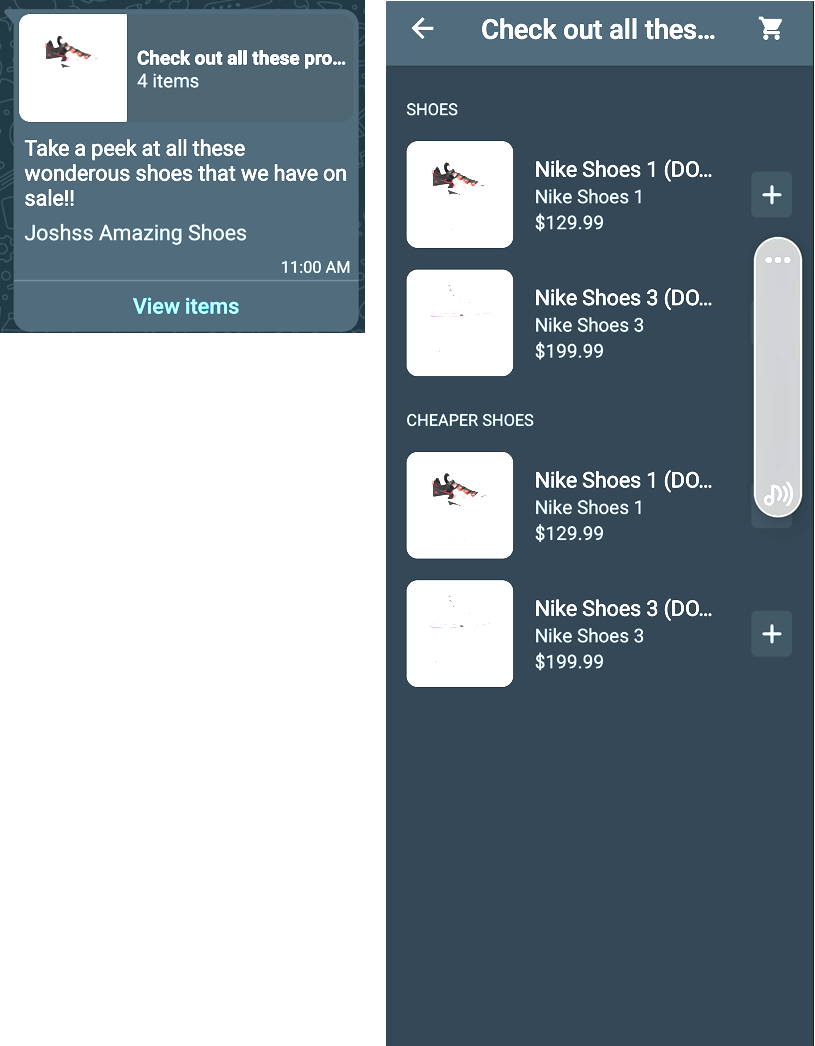 Check out all these pro...
4 items
Take a peek at all these
wonderous shoes that we have on
sale!!
Joshss Amazing Shoes
11:00 AM
View items
Check out all thes...
SHOES
Nike Shoes 1 (DO...
Nike Shoes 1
$129.99
Nike Shoes 3 (DO...
Nike Shoes 3
$199.99
CHEAPER SHOES
Nike Shoes 1 (DO...
Nike Shoes 1
$129.99
Nike Shoes 3 (DO...
Nike Shoes 3
$199.99